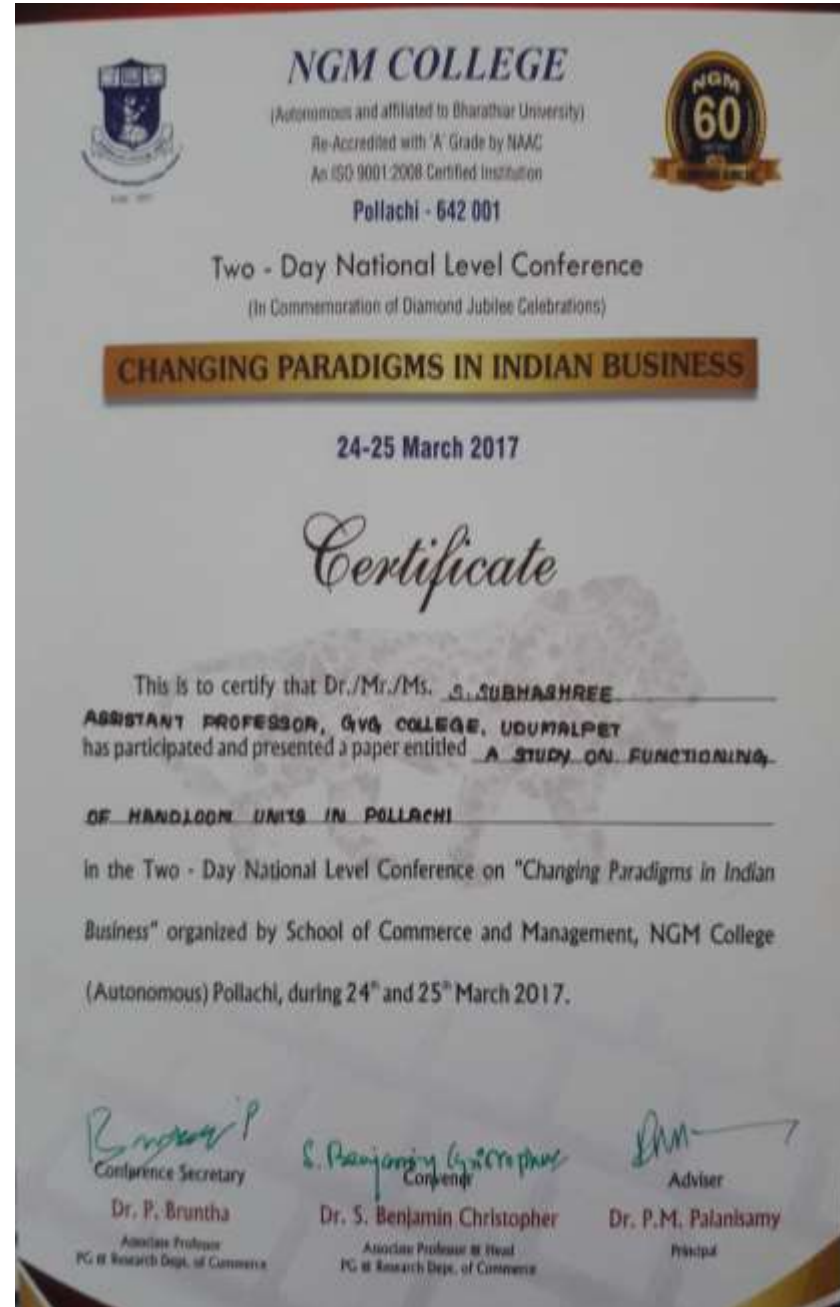 NGM COLLEGE
(Autonomous and affiliated to Bharathiar University)
Re-Accredited with 'A' Grade by NAAC
An ISO 9001:2008 Certified Institution
Pollachi - 642 001
NGM
60
Two - Day National Level Conference
(In Commemoration of Diamond Jubilee Celebrations)
CHANGING PARADIGMS IN INDIAN BUSINESS
24-25 March 2017
Certificate
This is to certify that Dr./Mr./Ms. S. SUBHASHREE
ASSISTANT PROFESSOR, GVG COLLEGE, UDUMALPET
has participated and presented a paper entitled A STUDY ON FUNCTIONING
OF HANDLOOM UNITS IN POLLACHI
in the Two - Day National Level Conference on "Changing Paradigms in Indian
Business" organized by School of Commerce and Management, NGM College
(Autonomous) Pollachi, during 24th and 25th March 2017.
S. Benjamin Christopher
Conference Secretary
Convener
Adviser
Dr. P. Bruntha
Dr. S. Benjamin Christopher
Dr. P.M. Palanisamy
Associate Professor
Associate Professor & Head
Principal
PG & Research Dept. of Commerce
PG & Research Dept. of Commerce